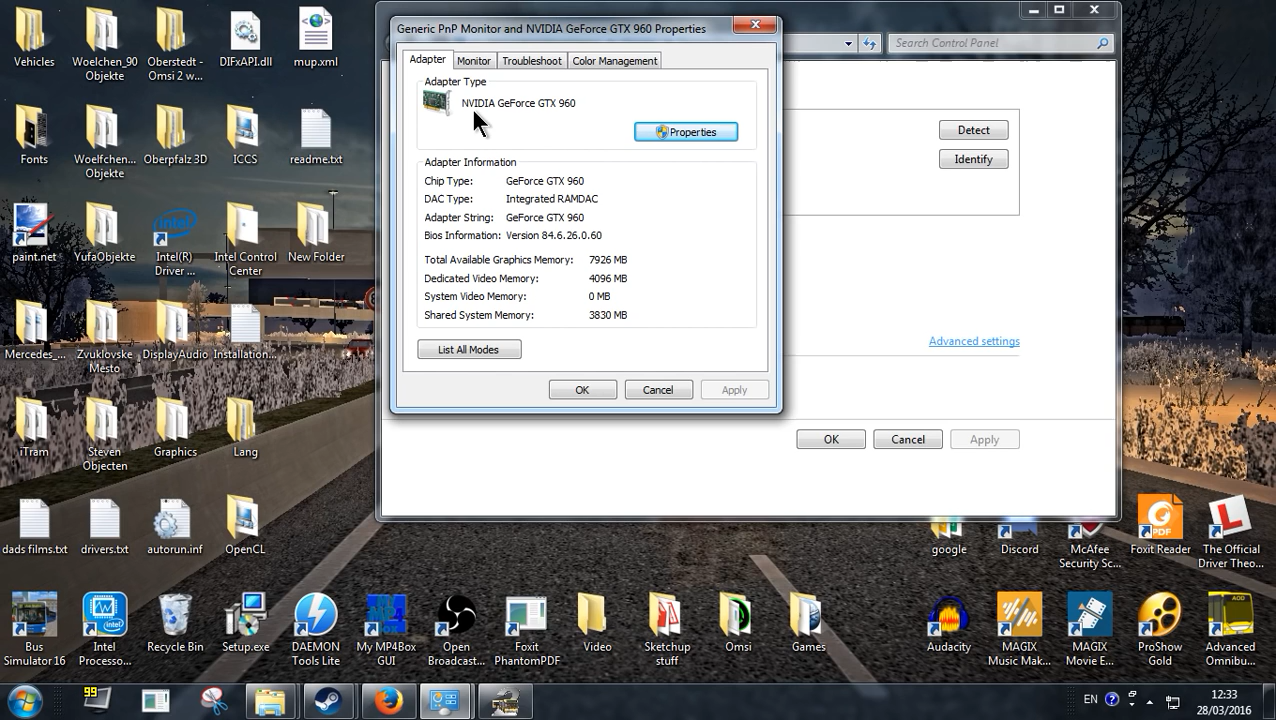 Vehicles
Woelchen_90
Objekte
Oberstedt -
Omsi 2 w...
DIFxAPI.dll
mup.xml
Fonts
Woelfchen...
Objekte
Oberpfalz 3D
ICCS
readme.txt
paint.net
YufaObjekte
Intel(R)
Driver ...
Intel Control
Center
New Folder
Mercedes_...
Zvuklovske
Mesto
DisplayAudio
Installation...
iTram
Steven
Objecten
Graphics
Lang
dads films.txt
drivers.txt
autorun.inf
OpenCL
Bus
Simulator 16
Intel
Processo...
Recycle Bin
Setup.exe
DAEMON
Tools Lite
My MP4Box
GUI
Open
Broadcast...
Foxit
PhantomPDF
Video
Sketchup
stuff
Omsi
Games
Audacity
MAGIX
Music Mak...
MAGIX
Movie E...
ProShow
Gold
Advanced
Omnibu...
google
Discord
McAfee
Security Sc...
PDF
Foxit Reader
The Official
Driver Theo...
Generic PnP Monitor and NVIDIA GeForce GTX 960 Properties
Adapter
Monitor
Troubleshoot
Color Management
Adapter Type
NVIDIA GeForce GTX 960
Properties
Adapter Information
Chip Type: GeForce GTX 960
DAC Type: Integrated RAMDAC
Adapter String: GeForce GTX 960
Bios Information: Version 84.6.26.0.60
Total Available Graphics Memory: 7926 MB
Dedicated Video Memory: 4096 MB
System Video Memory: 0 MB
Shared System Memory: 3830 MB
List All Modes
OK
Cancel
Apply
Search Control Panel
Detect
Identify
Advanced settings
OK
Cancel
Apply
99
EN
12:33
28/03/2016